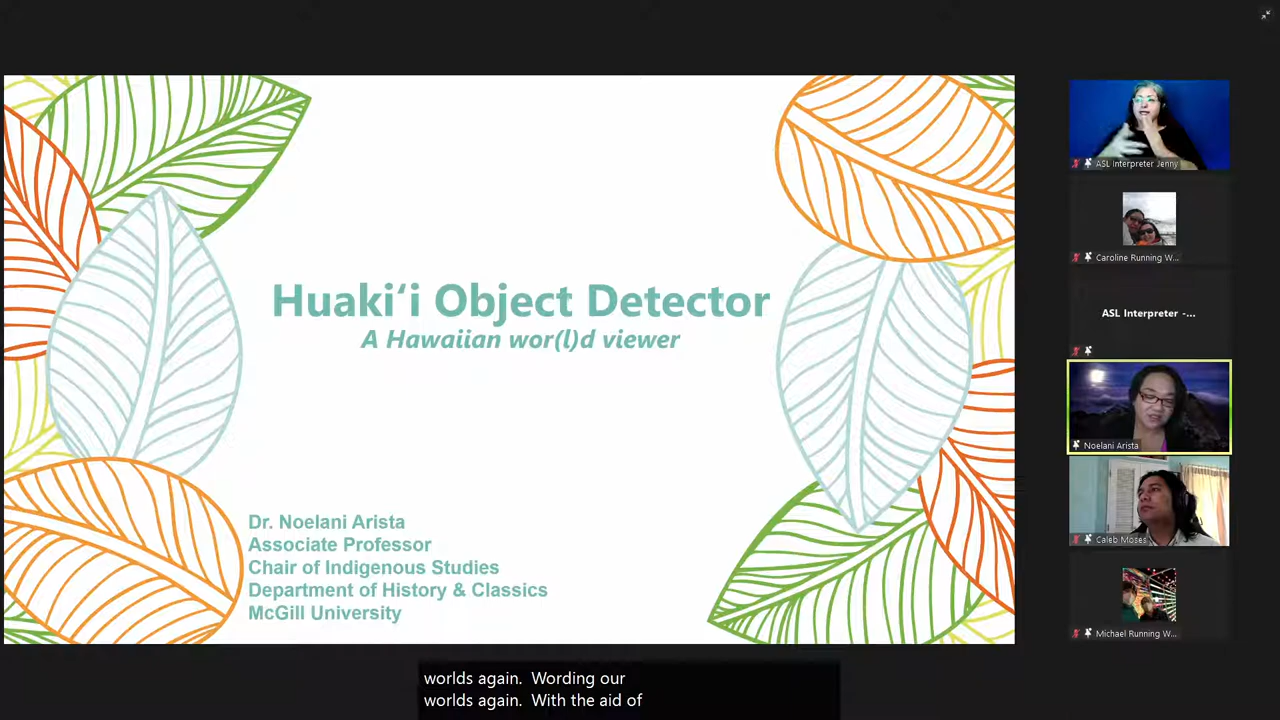 Huaki‘i Object Detector
A Hawaiian wor(l)d viewer
Dr. Noelani Arista
Associate Professor
Chair of Indigenous Studies
Department of History & Classics
McGill University
ASL Interpreter Jenny
Caroline Running W...
ASL Interpreter -...
Noelani Arista
Caleb Moses
Michael Running W...
worlds again.  Wording our
worlds again.  With the aid of